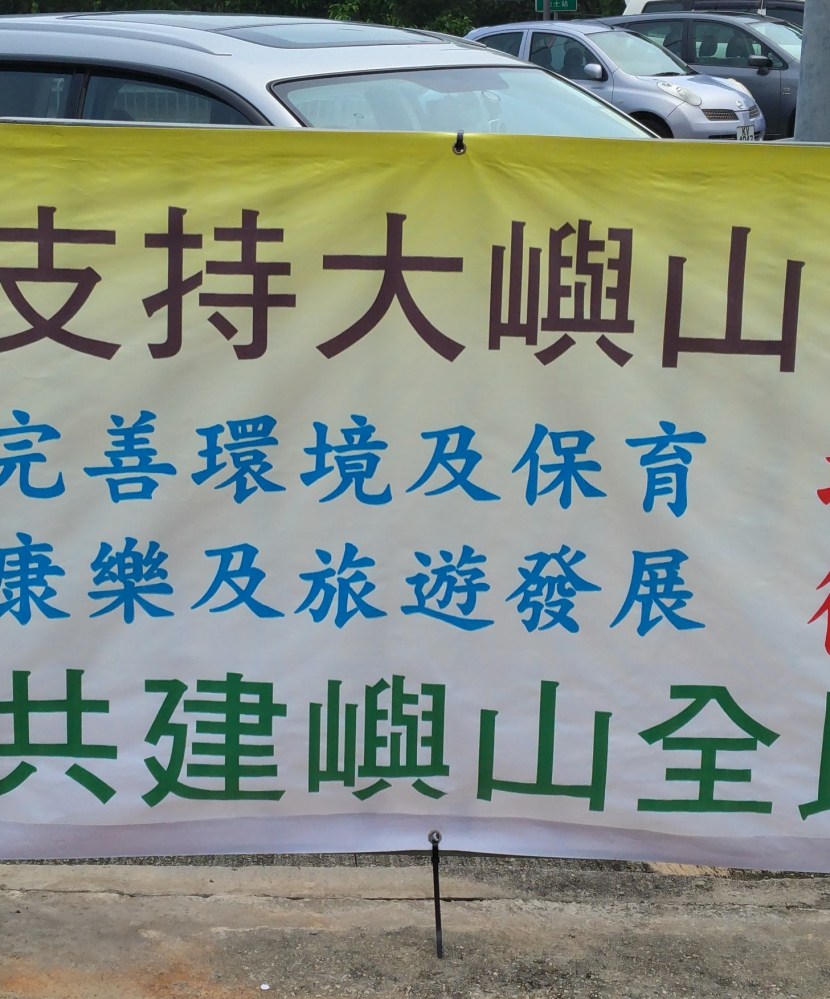 支持大嶼山
完善環境及保育
康樂及旅遊發展
共建嶼山全